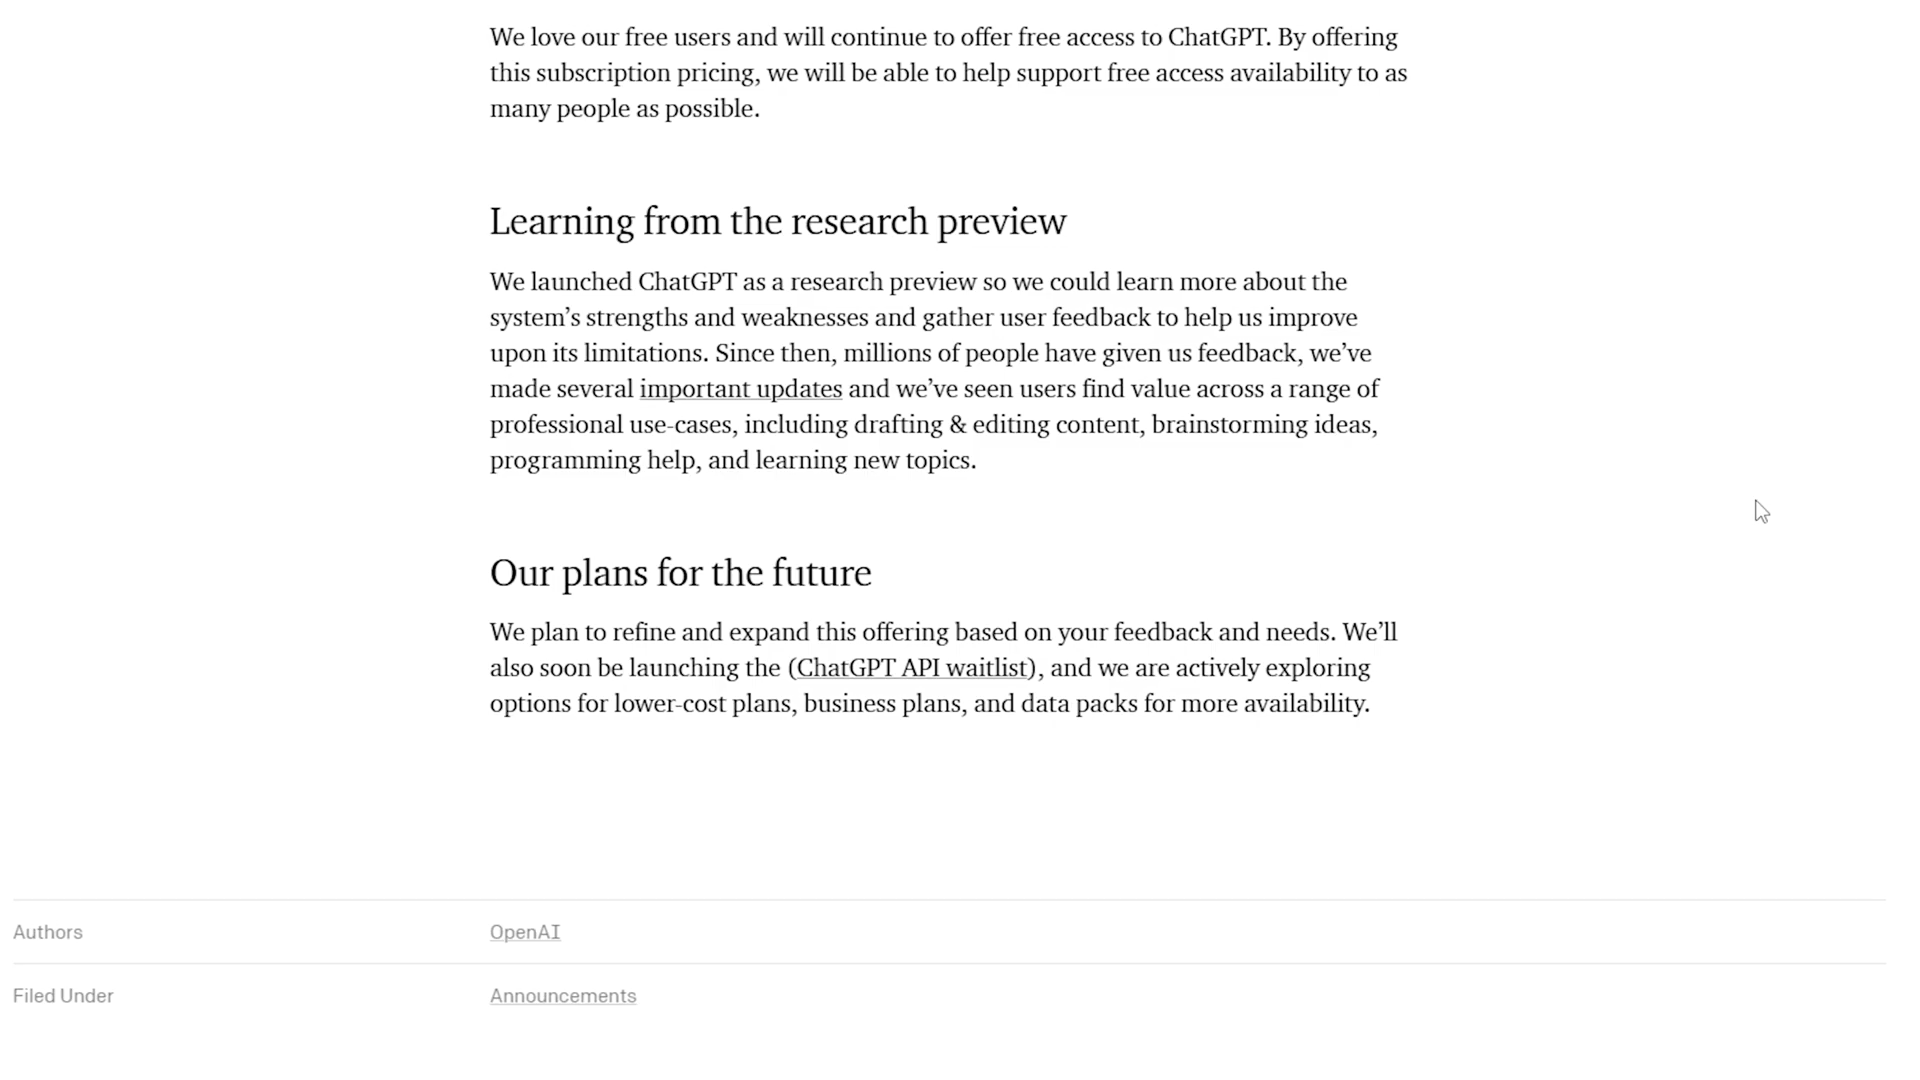 We love our free users and will continue to offer free access to ChatGPT. By offering
this subscription pricing, we will be able to help support free access availability to as
many people as possible.
Learning from the research preview
We launched ChatGPT as a research preview so we could learn more about the
system’s strengths and weaknesses and gather user feedback to help us improve
upon its limitations. Since then, millions of people have given us feedback, we’ve
made several important updates and we’ve seen users find value across a range of
professional use-cases, including drafting & editing content, brainstorming ideas,
programming help, and learning new topics.
Our plans for the future
We plan to refine and expand this offering based on your feedback and needs. We’ll
also soon be launching the (ChatGPT API waitlist), and we are actively exploring
options for lower-cost plans, business plans, and data packs for more availability.
Authors OpenAI
Filed Under Announcements